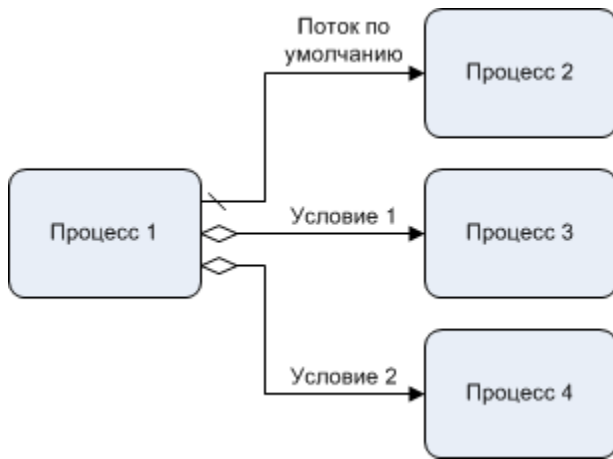 Поток по
умолчанию
Процесс 2
Процесс 1
Условие 1
Процесс 3
Условие 2
Процесс 4